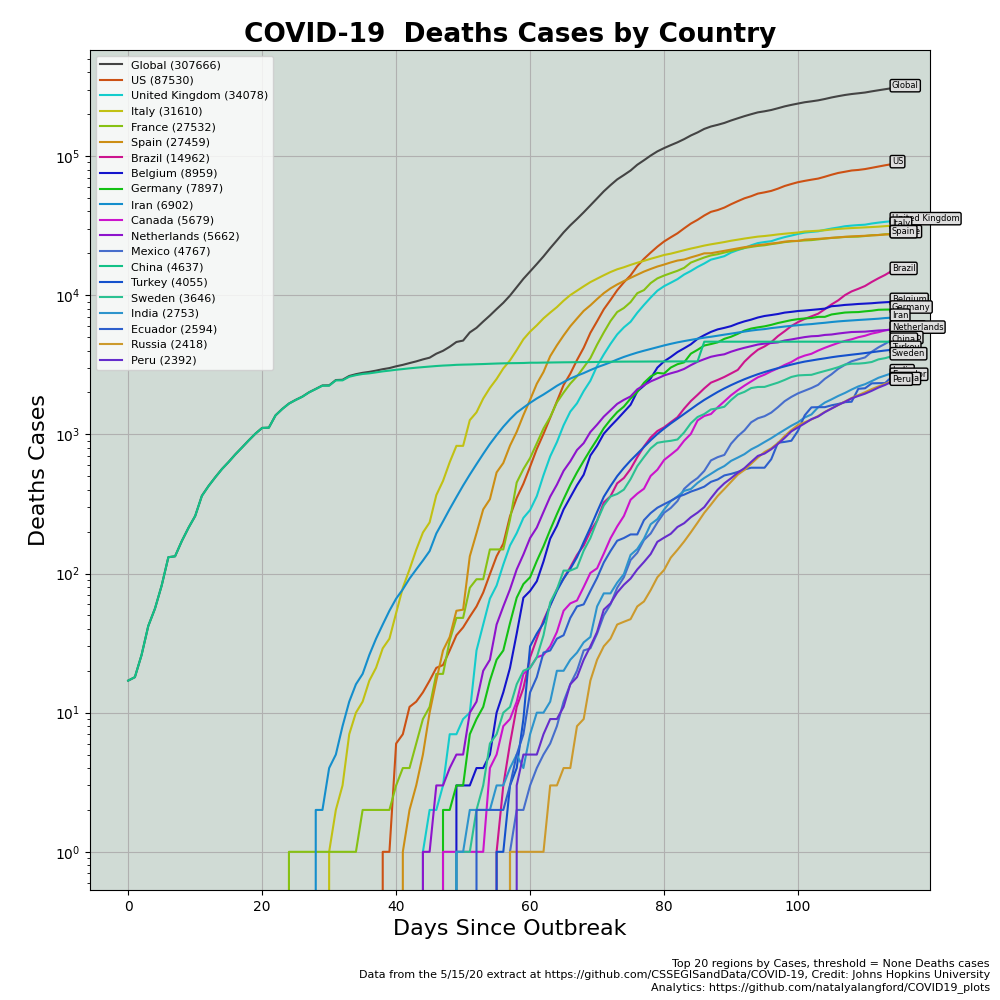 COVID-19  Deaths Cases by Country
Global (307666)
US (87530)
United Kingdom (34078)
Italy (31610)
France (27532)
Spain (27459)
Brazil (14962)
Belgium (8959)
Germany (7897)
Iran (6902)
Canada (5679)
Netherlands (5662)
Mexico (4767)
China (4637)
Turkey (4055)
Sweden (3646)
India (2753)
Ecuador (2594)
Russia (2418)
Peru (2392)
Global
US
United Kingdom
Italy
Spain
Brazil
Belgium
Germany
Iran
Netherlands
China
Turkey
Sweden
Peru
10^5
10^4
10^3
10^2
10^1
10^0
Deaths Cases
0 20 40 60 80 100
Days Since Outbreak
Top 20 regions by Cases, threshold = None Deaths cases
Data from the 5/15/20 extract at https://github.com/CSSEGISandData/COVID-19, Credit: Johns Hopkins University
Analytics: https://github.com/natalyalangford/COVID19_plots